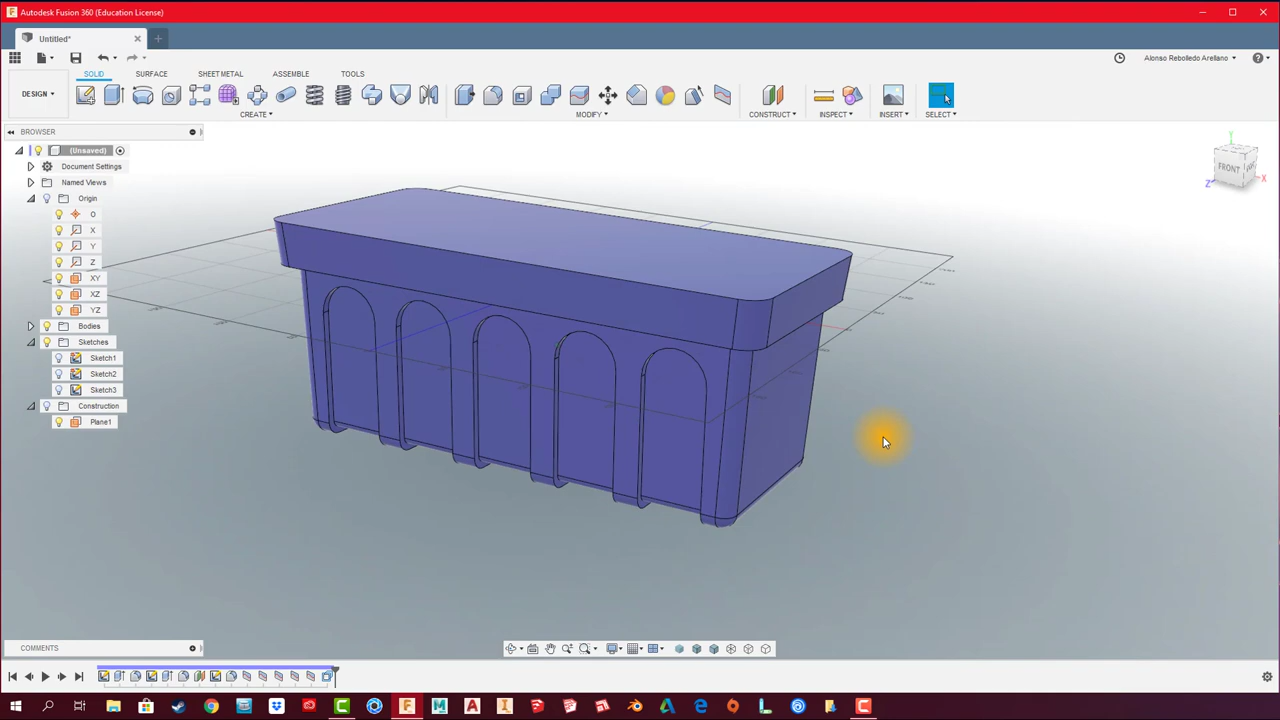 Autodesk Fusion 360 (Education License)
Untitled*
Alonso Rebolledo Arellano
SOLID SURFACE SHEET METAL ASSEMBLE TOOLS
DESIGN
CREATE MODIFY CONSTRUCT INSPECT INSERT SELECT
BROWSER
(Unsaved)
Document Settings
Named Views
Origin
O
X
Y
Z
XY
XZ
YZ
Bodies
Sketches
Sketch1
Sketch2
Sketch3
Construction
Plane1
Y
FRONT
X
Z
COMMENTS